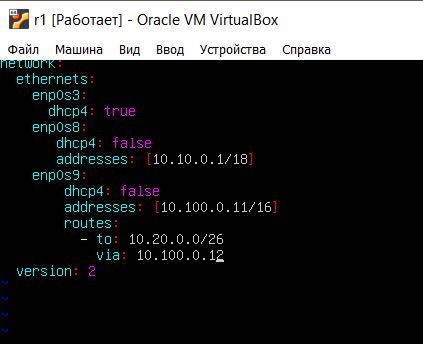 r1 [Работает] - Oracle VM VirtualBox
Файл Машина Вид Ввод Устройства Справка
network:
  ethernets:
    enp0s3:
      dhcp4: true
    enp0s8:
       dhcp4: false
       addresses: [10.10.0.1/18]
    enp0s9:
        dhcp4: false
        addresses: [10.100.0.11/16]
        routes:
          - to: 10.20.0.0/26
            via: 10.100.0.12
  version: 2
~
~
~
~